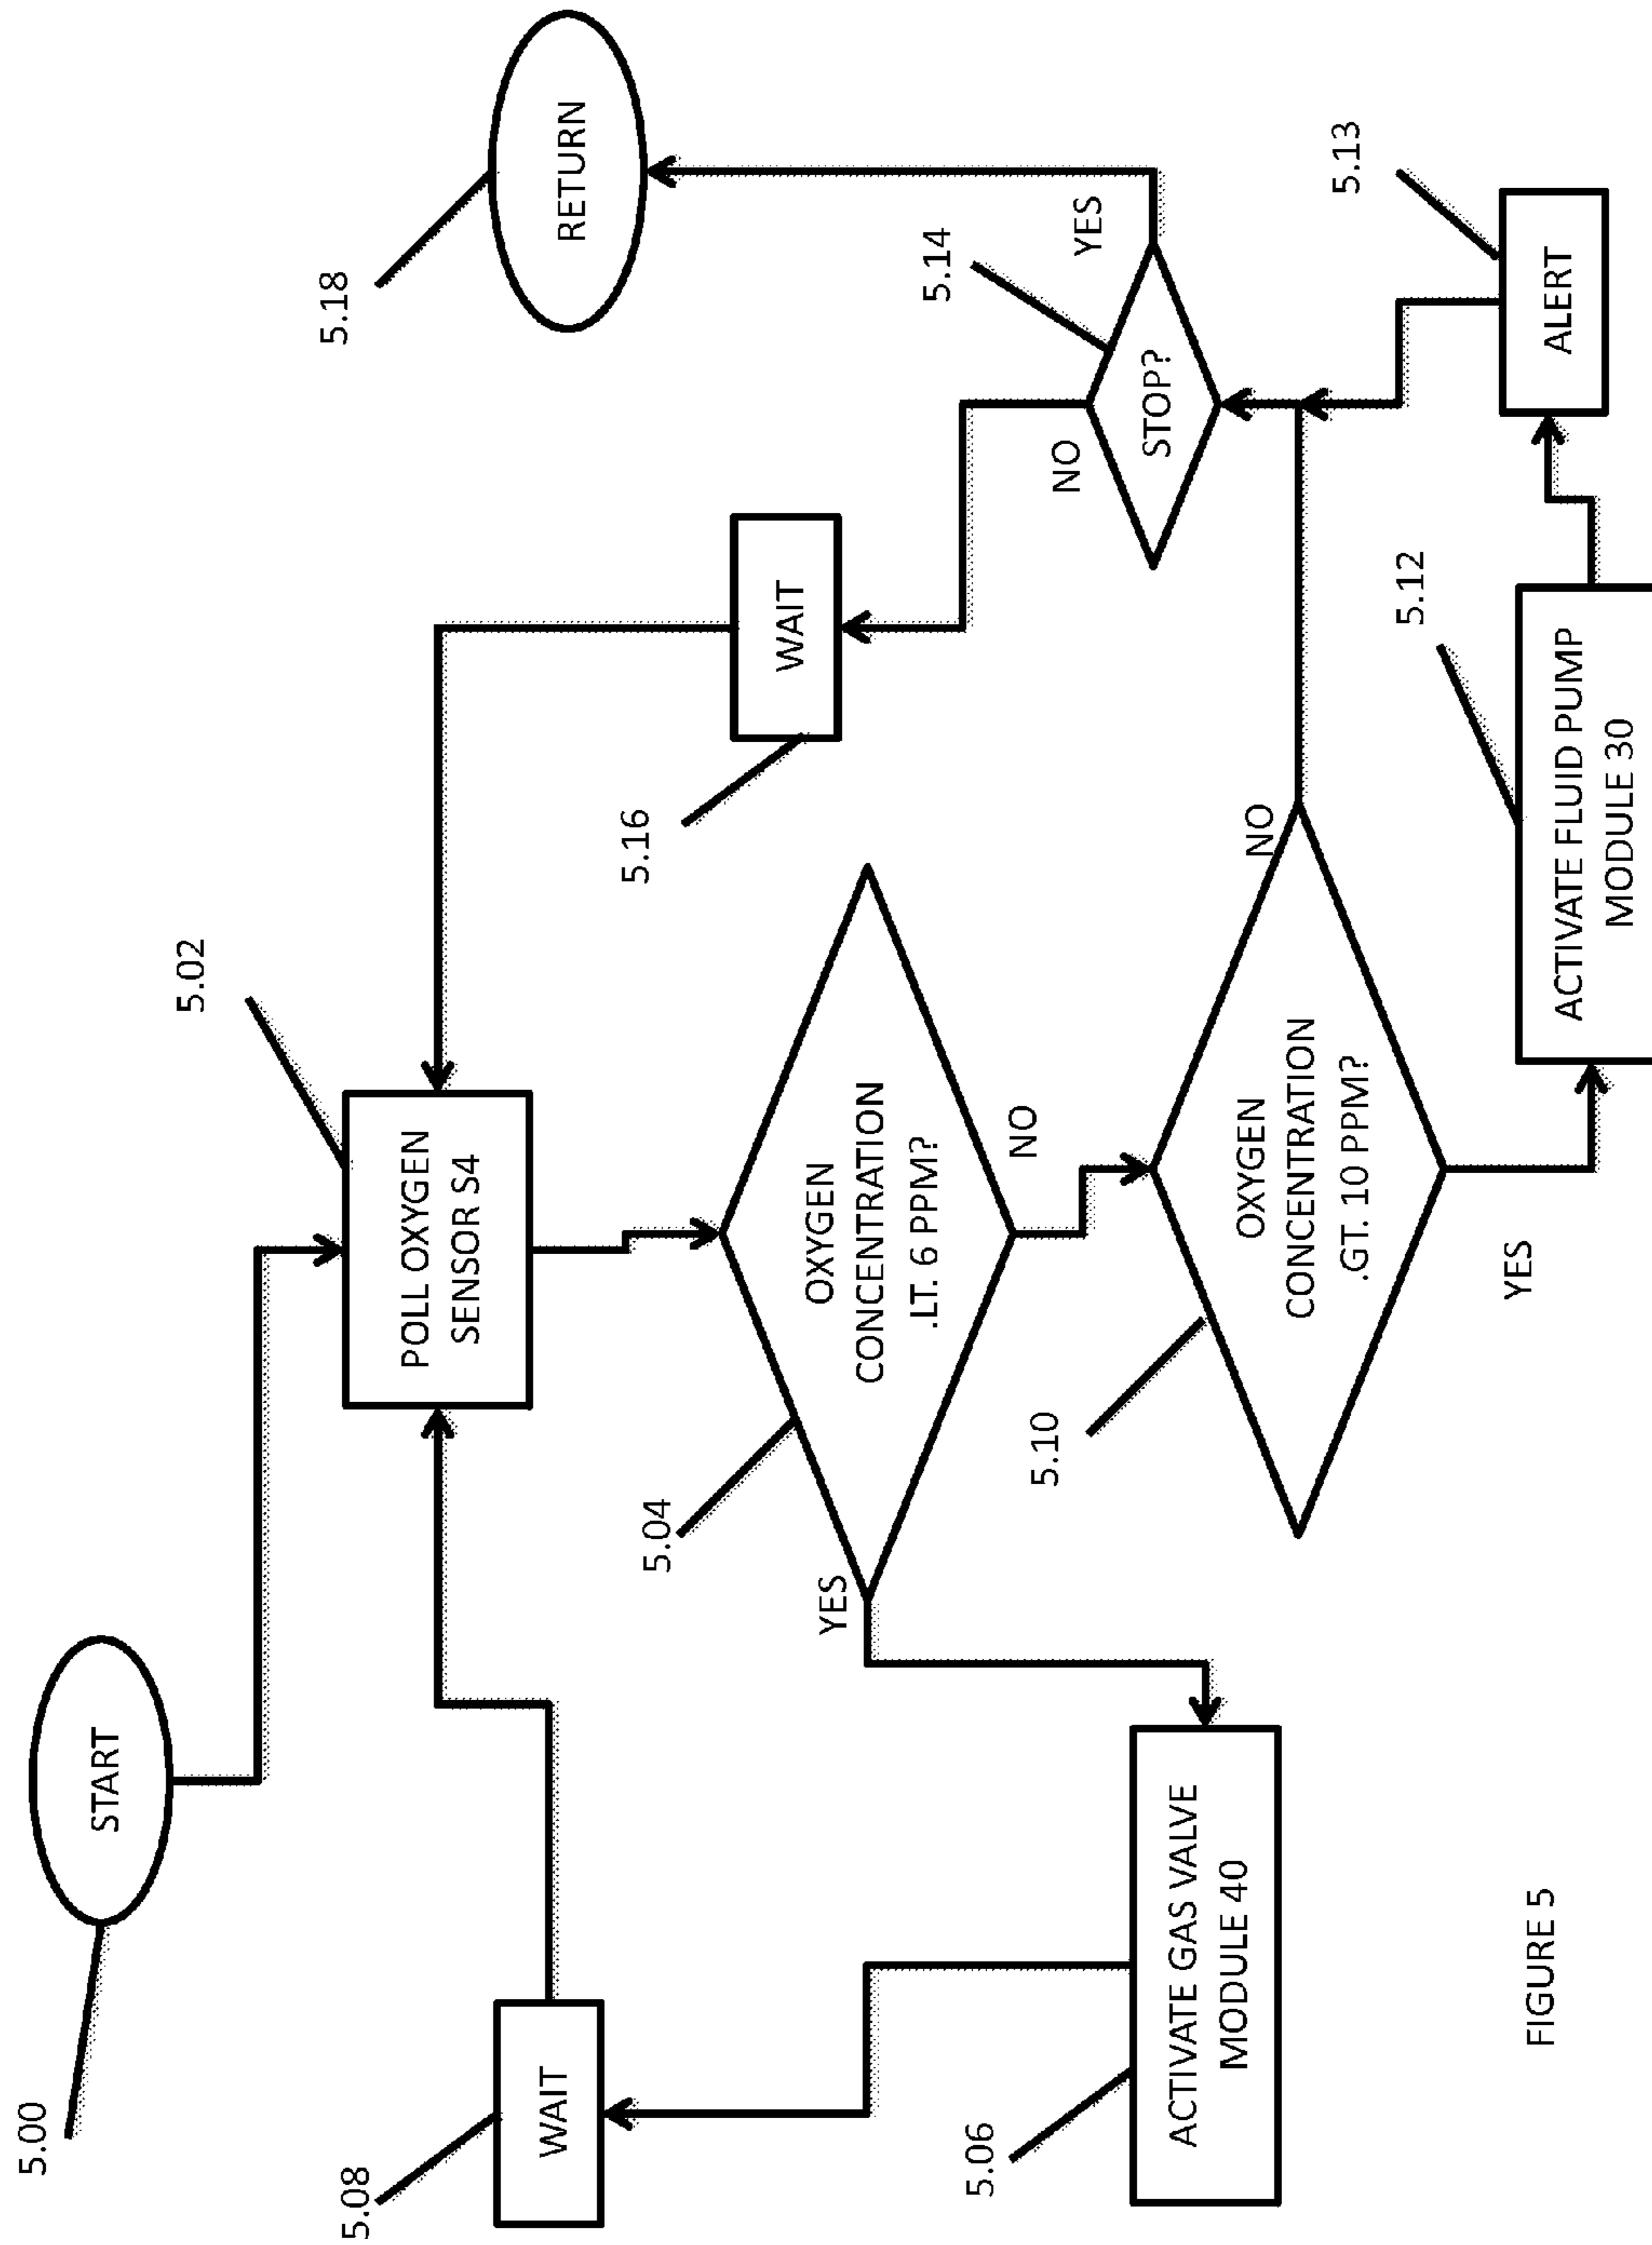 5.00
START
5.02
POLL OXYGEN
SENSOR S4
5.18
RETURN
5.08
WAIT
5.16
WAIT
5.04
OXYGEN
CONCENTRATION
.LT. 6 PPM?
YES
NO
5.14
STOP?
NO
YES
5.06
ACTIVATE GAS VALVE
MODULE 40
5.10
OXYGEN
CONCENTRATION
.GT. 10 PPM?
NO
YES
5.12
ACTIVATE FLUID PUMP
MODULE 30
5.13
ALERT
FIGURE 5